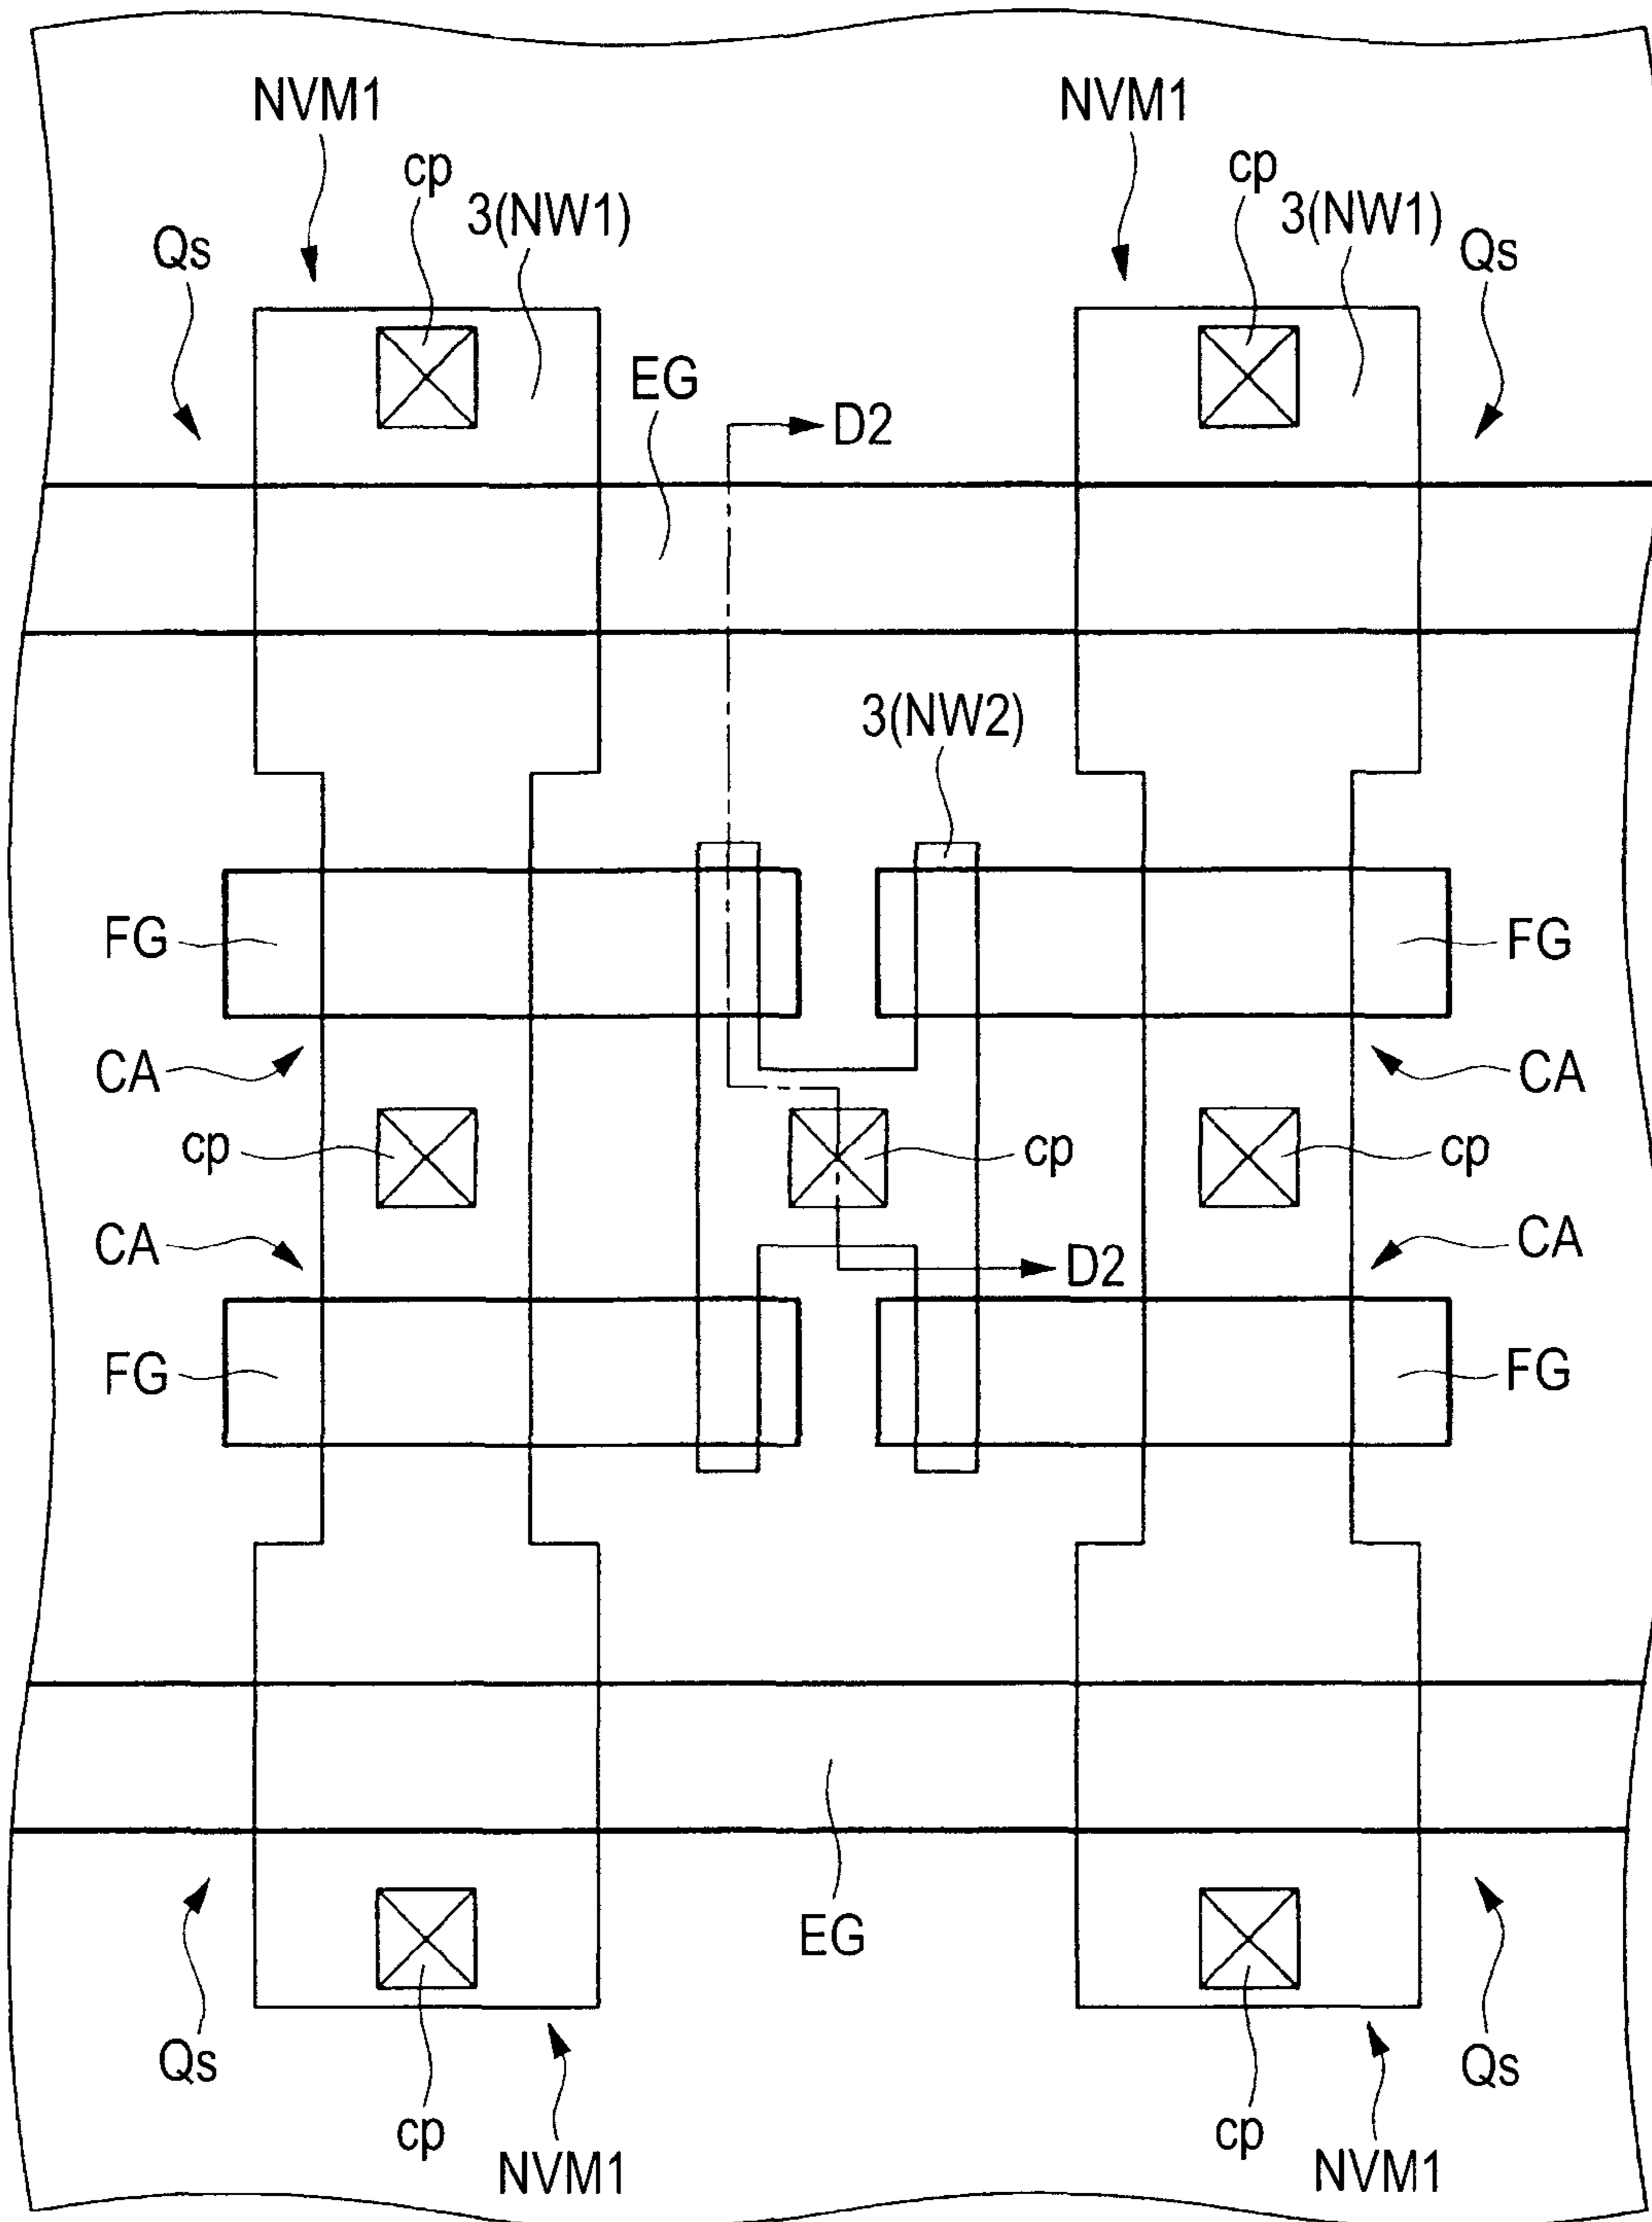 NVM1 NVM1
cp cp
3(NW1) 3(NW1)
Qs Qs
EG
D2
3(NW2)
FG FG
CA CA
cp cp cp
CA CA
D2
FG FG
EG
Qs Qs
cp cp
NVM1 NVM1